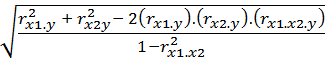 √((r²x1.y + r²x2y − 2(rx1.y).(rx2.y).(rx1.x2.y)) / (1−r²x1.x2))